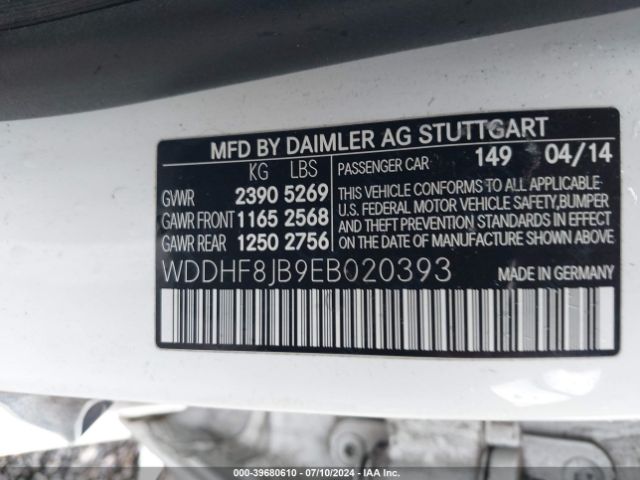 MFD BY DAIMLER AG STUTTGART
KG LBS
GVWR 2390 5269
GAWR FRONT 1165 2568
GAWR REAR 1250 2756
PASSENGER CAR 149 04/14
THIS VEHICLE CONFORMS TO ALL APPLICABLE
U.S. FEDERAL MOTOR VEHICLE SAFETY,BUMPER
AND THEFT PREVENTION STANDARDS IN EFFECT
ON THE DATE OF MANUFACTURE SHOWN ABOVE.
WDDHF8JB9EB020393
MADE IN GERMANY
000-39680610 - 07/10/2024 - IAA Inc.